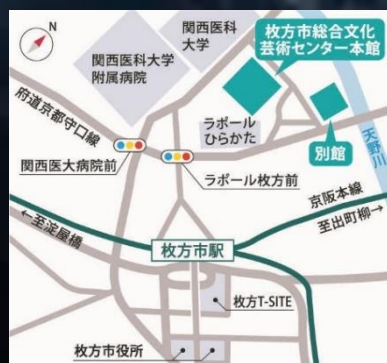 N
関西医科
大学
関西医科大学
附属病院
枚方市総合文化
芸術センター本館
府道京都守口線
ラポール
ひらかた
別館
天野川
関西医大病院前
ラポール枚方前
京阪本線
至出町柳→
←至淀屋橋
枚方市駅
枚方T-SITE
枚方市役所